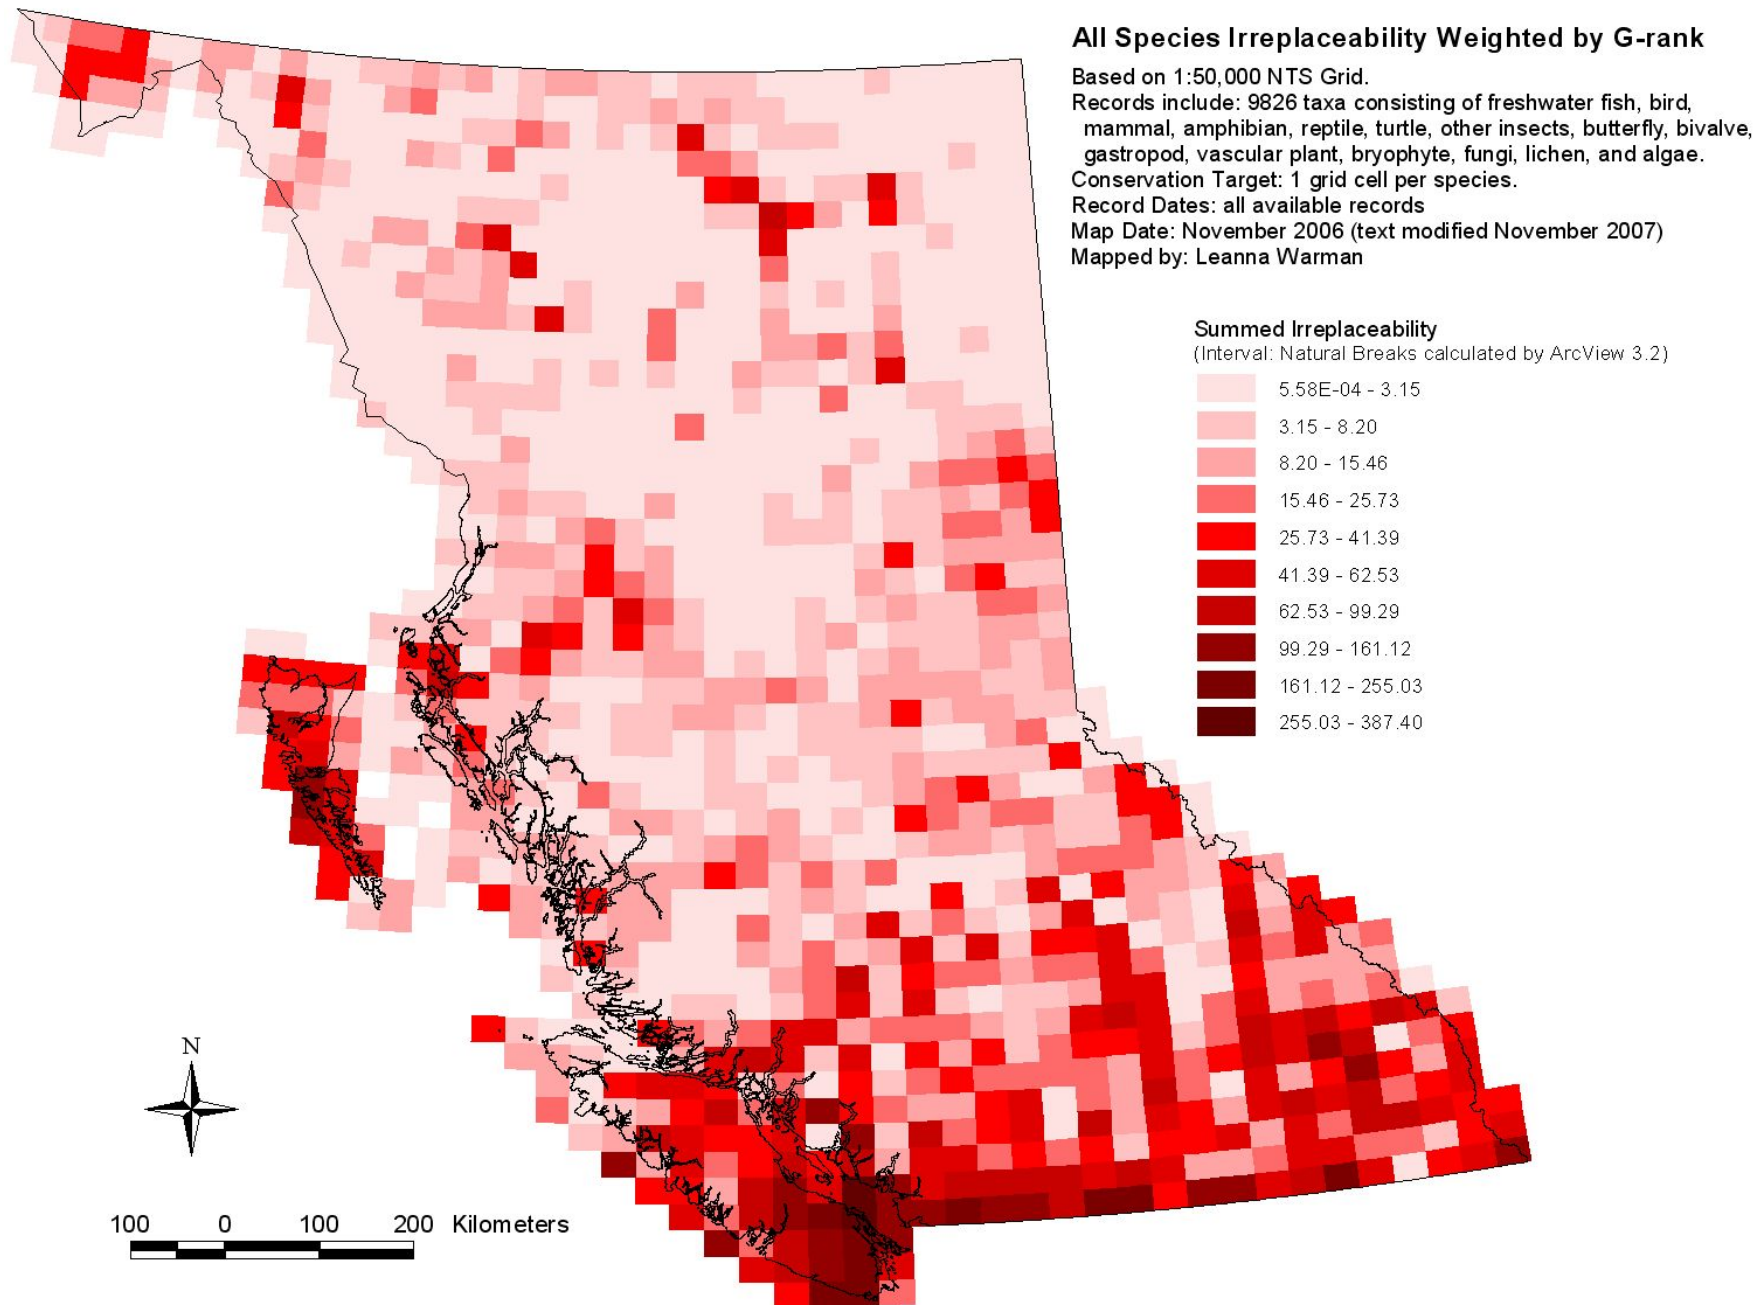 All Species Irreplaceability Weighted by G-rank
Based on 1:50,000 NTS Grid.
Records include: 9826 taxa consisting of freshwater fish, bird,
mammal, amphibian, reptile, turtle, other insects, butterfly, bivalve,
gastropod, vascular plant, bryophyte, fungi, lichen, and algae.
Conservation Target: 1 grid cell per species.
Record Dates: all available records
Map Date: November 2006 (text modified November 2007)
Mapped by: Leanna Warman
Summed Irreplaceability
(Interval: Natural Breaks calculated by ArcView 3.2)
5.58E-04 - 3.15
3.15 - 8.20
8.20 - 15.46
15.46 - 25.73
25.73 - 41.39
41.39 - 62.53
62.53 - 99.29
99.29 - 161.12
161.12 - 255.03
255.03 - 387.40
N
100 0 100 200 Kilometers